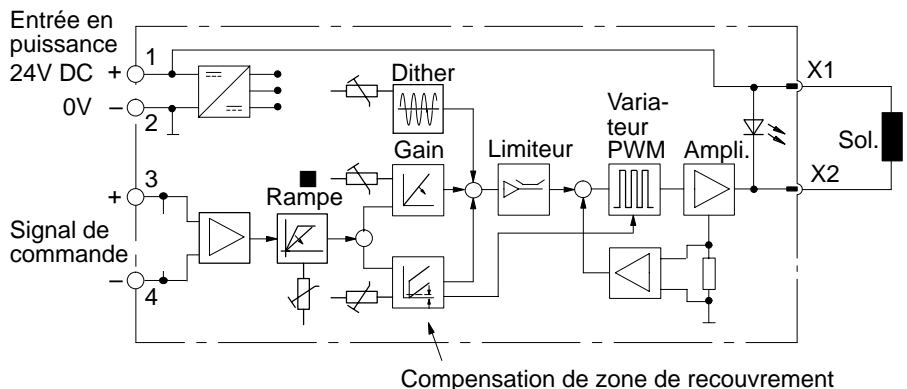 Entrée en
puissance
24V DC
+
1
0V
–
2
+
3
Signal de
commande
–
4
Rampe
Dither
Gain
Limiteur
Varia-
teur
PWM
Ampli.
X1
X2
Sol.
Compensation de zone de recouvrement